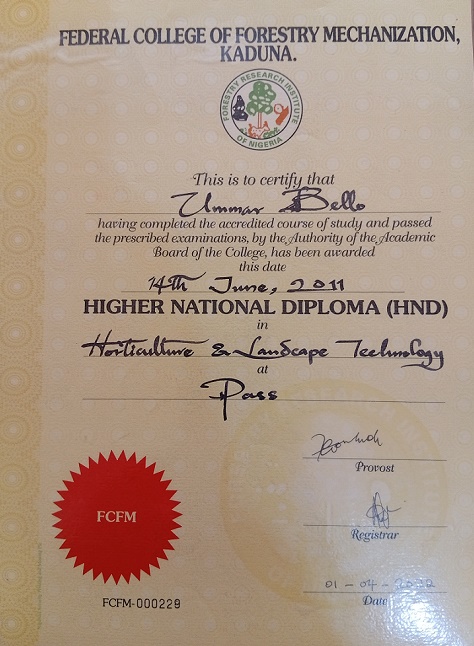 FEDERAL COLLEGE OF FORESTRY MECHANIZATION,
KADUNA.
FORESTRY RESEARCH INSTITUTE
OF NIGERIA
This is to certify that
Ummar Bello
having completed the accredited course of study and passed
the prescribed examinations, by the Authority of the Academic
Board of the College, has been awarded
this date
14th June, 2011
HIGHER NATIONAL DIPLOMA (HND)
in
Horticulture & Landscape Technology
at
Pass
Provost
Registrar
01-04-2012
Date
FCFM
FCFM-000229